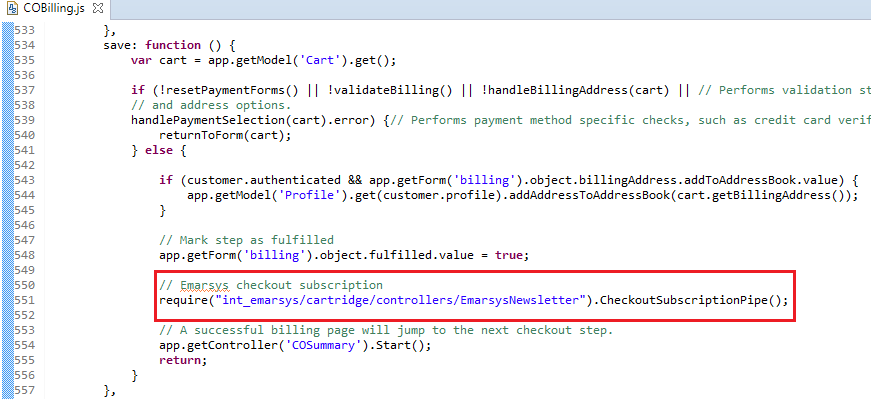 COBilling.js
533 },
534 save: function () {
535 var cart = app.getModel('Cart').get();
536
537 if (!resetPaymentForms() || !validateBilling() || !handleBillingAddress(cart) || // Performs validation st
538 // and address options.
539 handlePaymentSelection(cart).error) {// Performs payment method specific checks, such as credit card verif
540 returnToForm(cart);
541 } else {
542
543 if (customer.authenticated && app.getForm('billing').object.billingAddress.addToAddressBook.value) {
544 app.getModel('Profile').get(customer.profile).addAddressToAddressBook(cart.getBillingAddress());
545 }
546
547 // Mark step as fulfilled
548 app.getForm('billing').object.fulfilled.value = true;
549
550 // Emarsys checkout subscription
551 require("int_emarsys/cartridge/controllers/EmarsysNewsletter").CheckoutSubscriptionPipe();
552
553 // A successful billing page will jump to the next checkout step.
554 app.getController('COSummary').Start();
555 return;
556 }
557 },